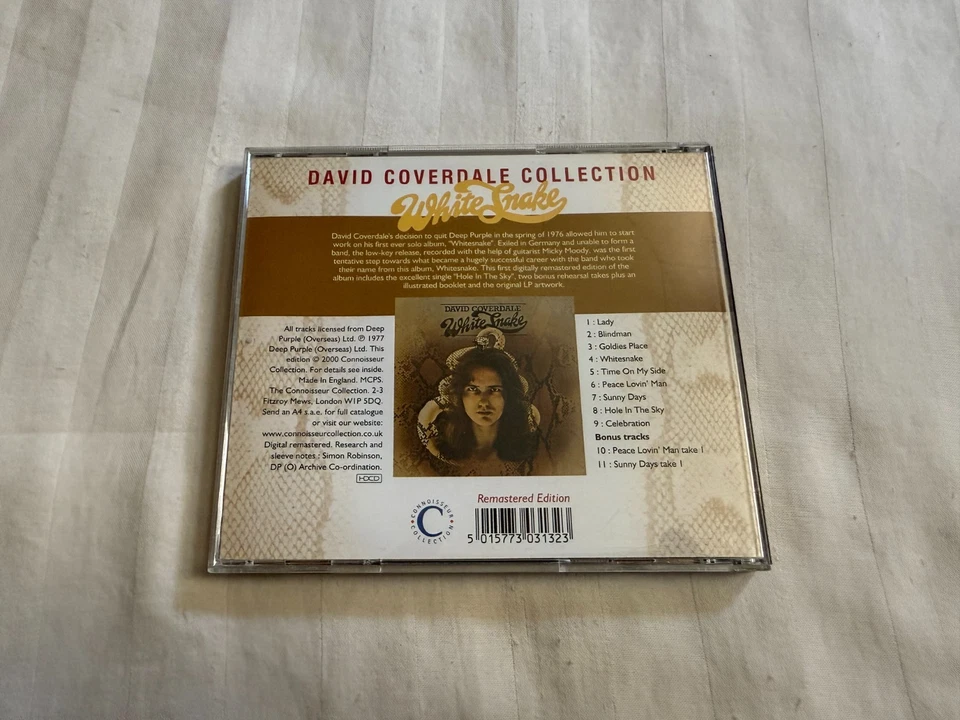 DAVID COVERDALE COLLECTION
White Snake
David Coverdale's decision to quit Deep Purple in the spring of 1976 allowed him to start
work on his first ever solo album, "Whitesnake". Exiled in Germany and unable to form a
band, the low-key release, recorded with the help of guitarist Micky Moody, was the first
tentative step towards what became a hugely successful career with the band who took
their name from this album, Whitesnake. This first digitally remastered edition of the
album includes the excellent single "Hole In The Sky", two bonus rehearsal takes plus an
illustrated booklet and the original LP artwork.
All tracks licensed from Deep
Purple (Overseas) Ltd. ℗ 1977
Deep Purple (Overseas) Ltd. This
edition © 2000 Connoisseur
Collection. For details see inside.
Made In England. MCPS.
The Connoisseur Collection. 2-3
Fitzroy Mews, London W1P 5DQ.
Send an A4 s.a.e. for full catalogue
or visit our website:
www.connoisseurcollection.co.uk
Digital remastered. Research and
sleeve notes : Simon Robinson,
DP (O) Archive Co-ordination.
HDCD
DAVID COVERDALE
White Snake
1 : Lady
2 : Blindman
3 : Goldies Place
4 : Whitesnake
5 : Time On My Side
6 : Peace Lovin' Man
7 : Sunny Days
8 : Hole In The Sky
9 : Celebration
Bonus tracks
10 : Peace Lovin' Man take 1
11 : Sunny Days take 1
CONNOISSEUR
C
COLLECTION
Remastered Edition
5 015773 031323